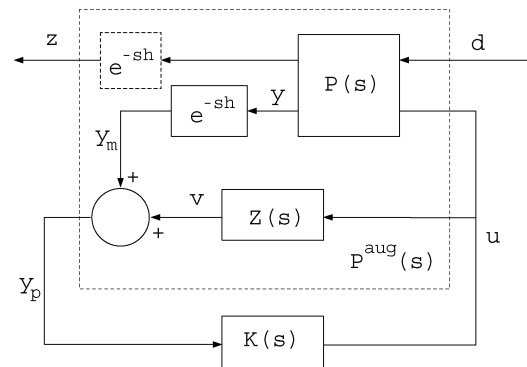 z
d
e^-sh
P(s)
e^-sh
y
y_m
+
v
Z(s)
+
u
P^aug(s)
y_p
K(s)